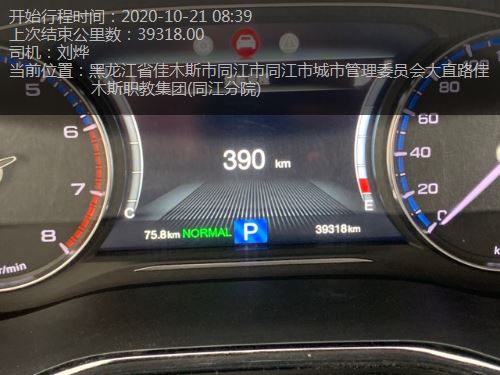 开始行程时间：2020-10-21 08:39
上次结束公里数：39318.00
司机：刘烨
当前位置：黑龙江省佳木斯市同江市同江市城市管理委员会大直路佳
木斯职教集团(同江分院)
100
80
60
40
20
0
6
7
8
r/min
390 km
C
E
75.8km NORMAL P 39318km